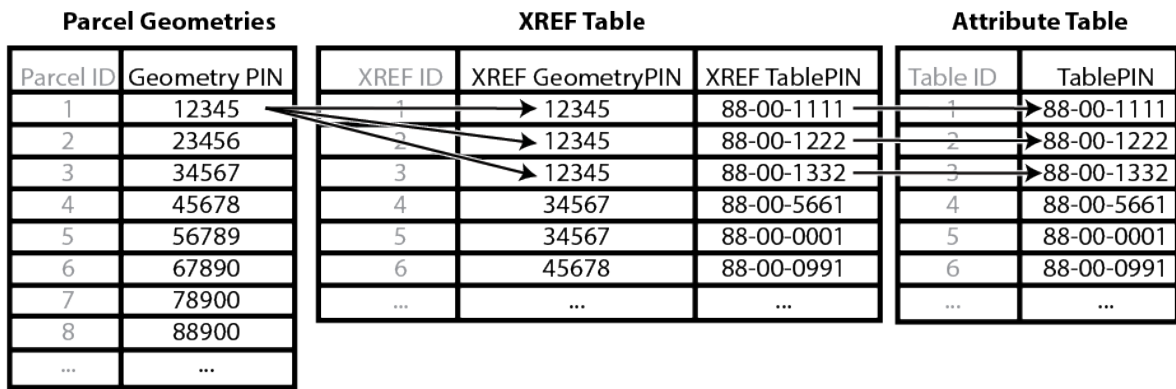 Parcel Geometries XREF Table Attribute Table
Parcel ID Geometry PIN XREF ID XREF GeometryPIN XREF TablePIN Table ID TablePIN
1 12345 1 12345 88-00-1111 1 88-00-1111
2 23456 2 12345 88-00-1222 2 88-00-1222
3 34567 3 12345 88-00-1332 3 88-00-1332
4 45678 4 34567 88-00-5661 4 88-00-5661
5 56789 5 34567 88-00-0001 5 88-00-0001
6 67890 6 45678 88-00-0991 6 88-00-0991
7 78900 ... ... ... ... ...
8 88900
... ...